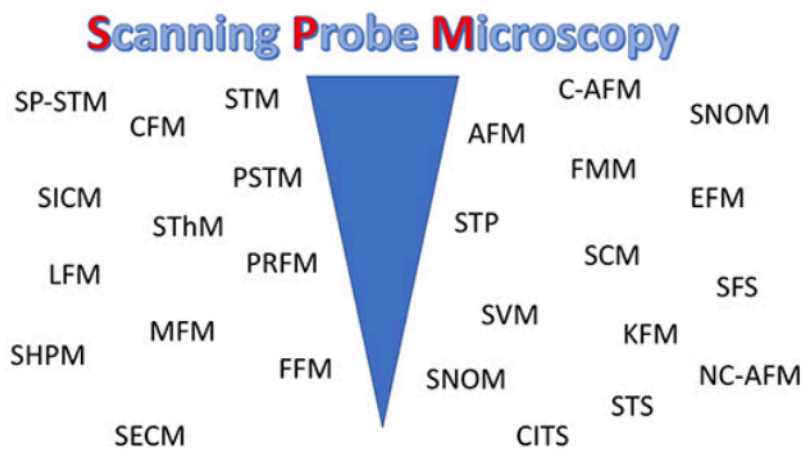 Scanning Probe Microscopy
SP-STM
CFM
STM
C-AFM
SNOM
AFM
SICM
SThM
PSTM
FMM
EFM
STP
LFM
PRFM
SCM
SFS
SHPM
MFM
FFM
SVM
KFM
SNOM
NC-AFM
SECM
STS
CITS